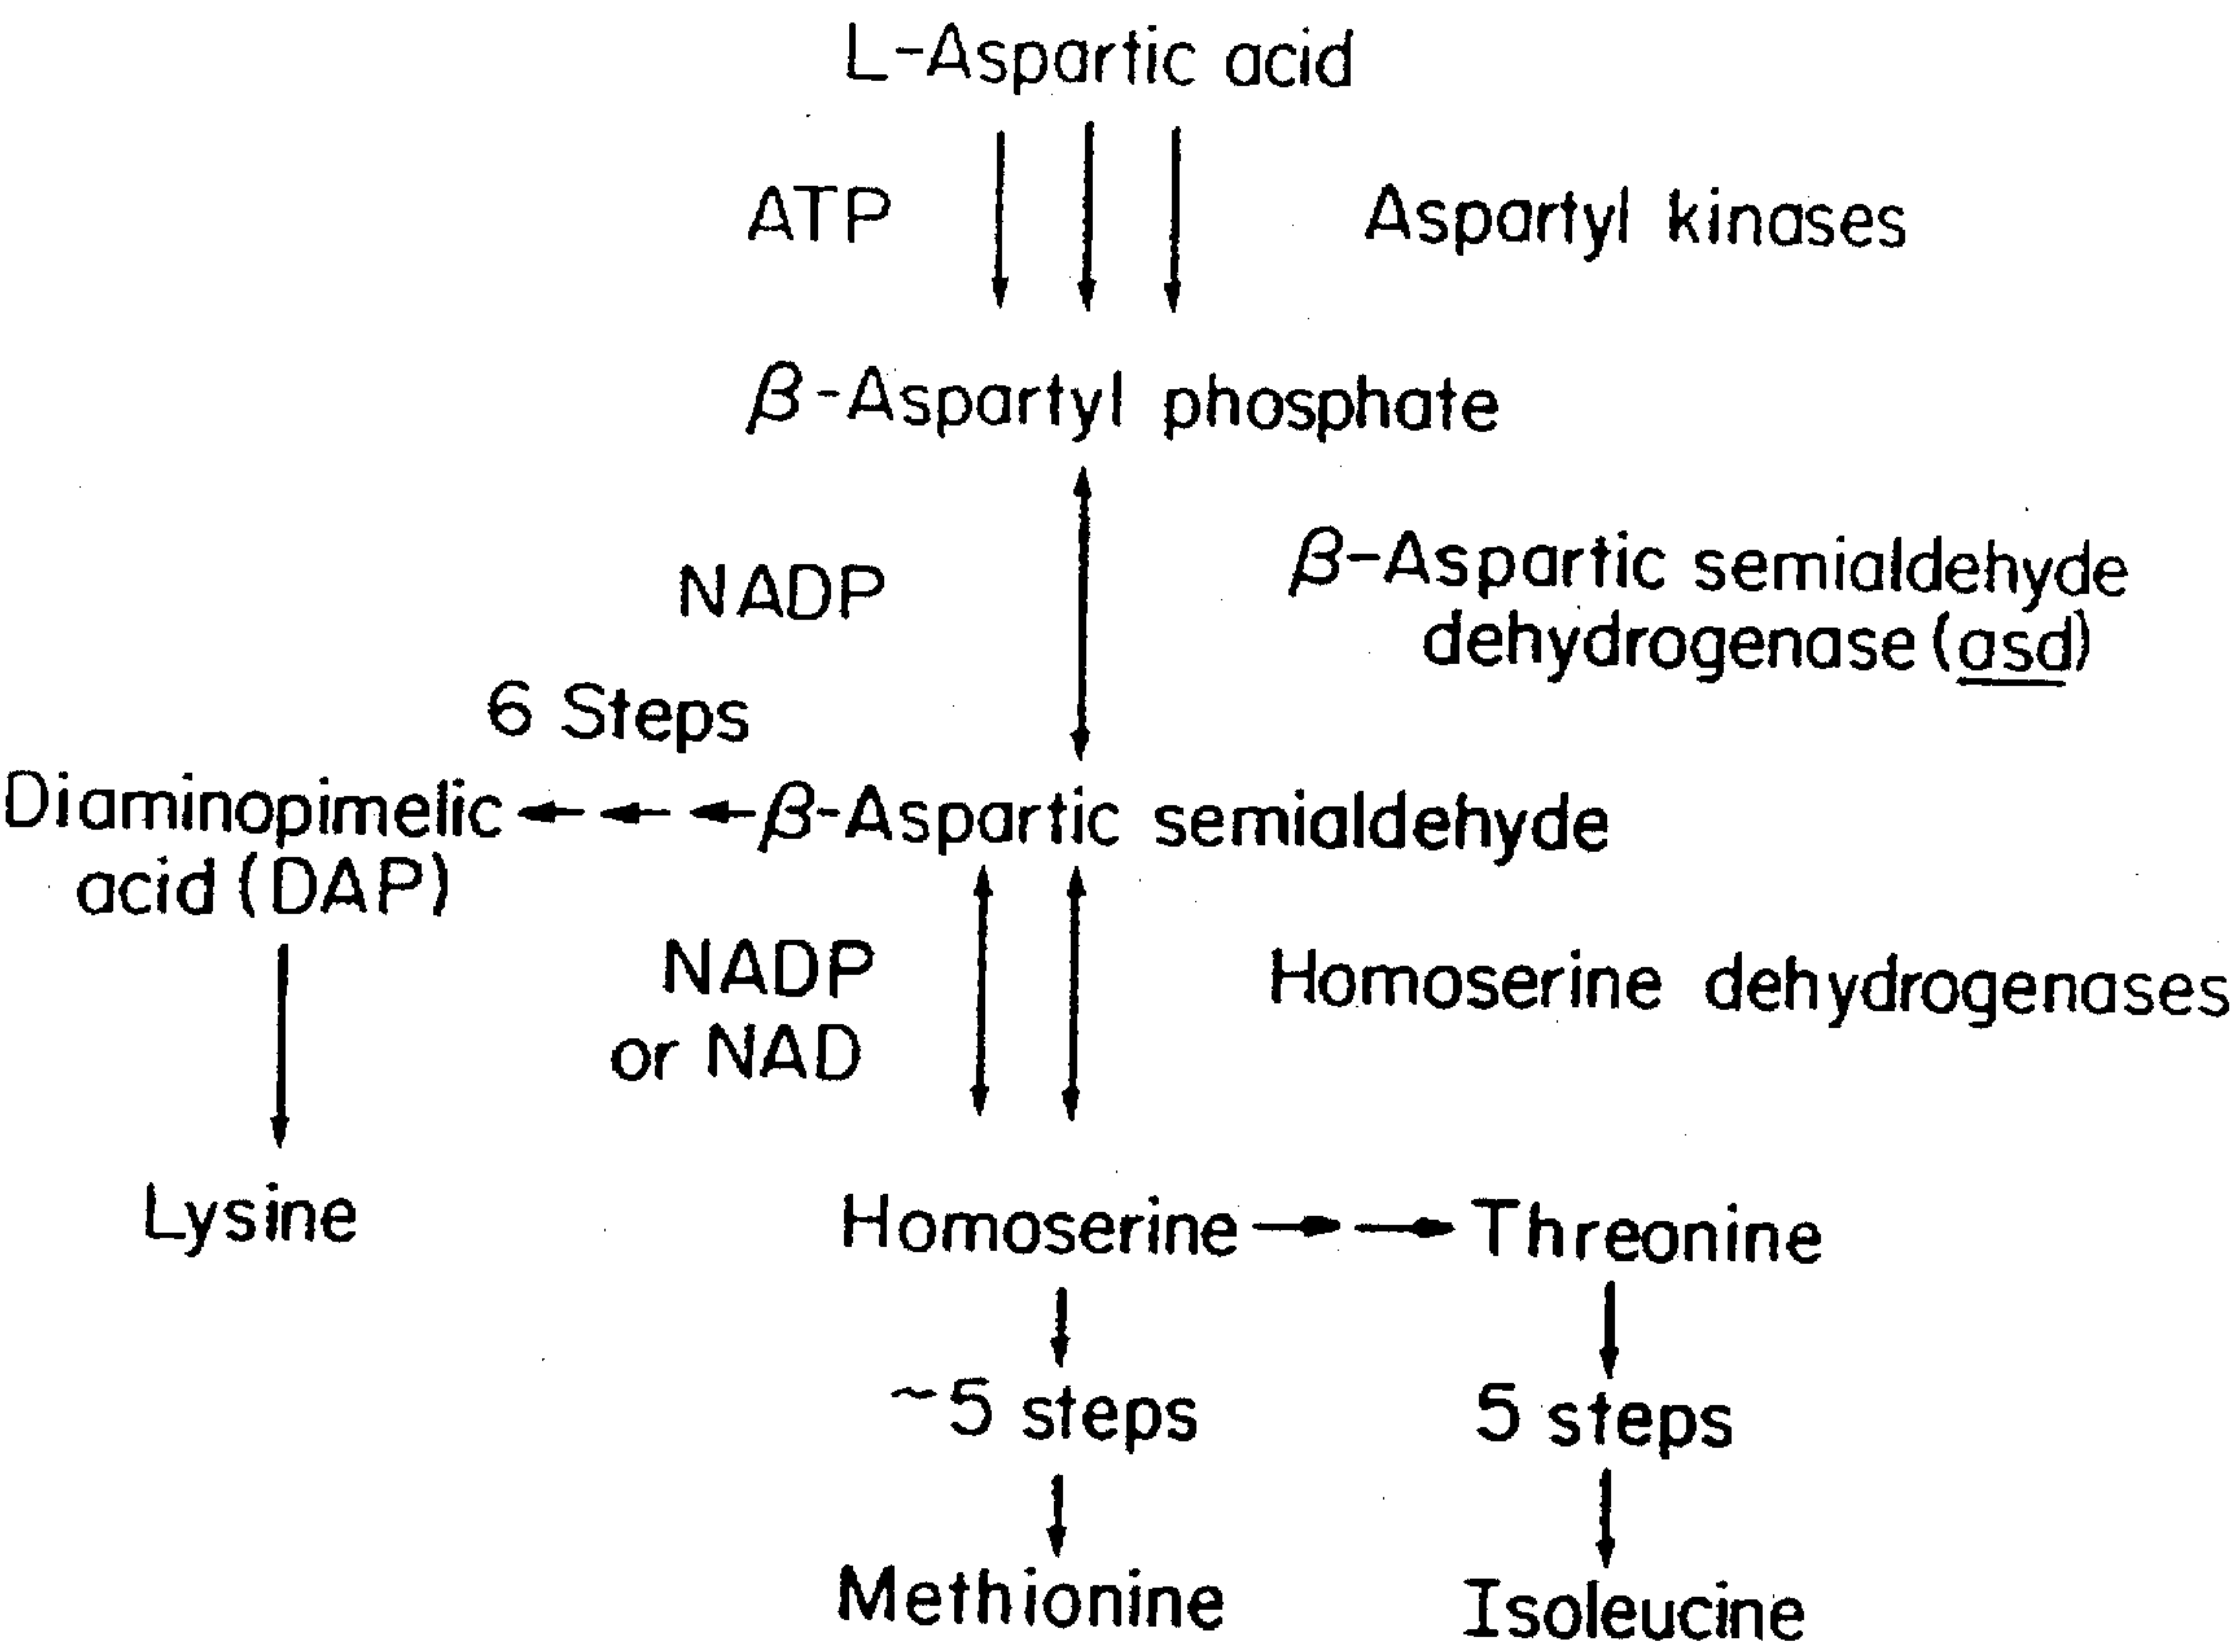 L-Aspartic acid
ATP
Aspartyl kinases
β-Aspartyl phosphate
NADP
β-Aspartic semialdehyde
dehydrogenase (asd)
6 Steps
Diaminopimelic
acid (DAP)
β-Aspartic semialdehyde
NADP
or NAD
Homoserine dehydrogenases
Lysine
Homoserine
Threonine
~5 steps
5 steps
Methionine
Isoleucine